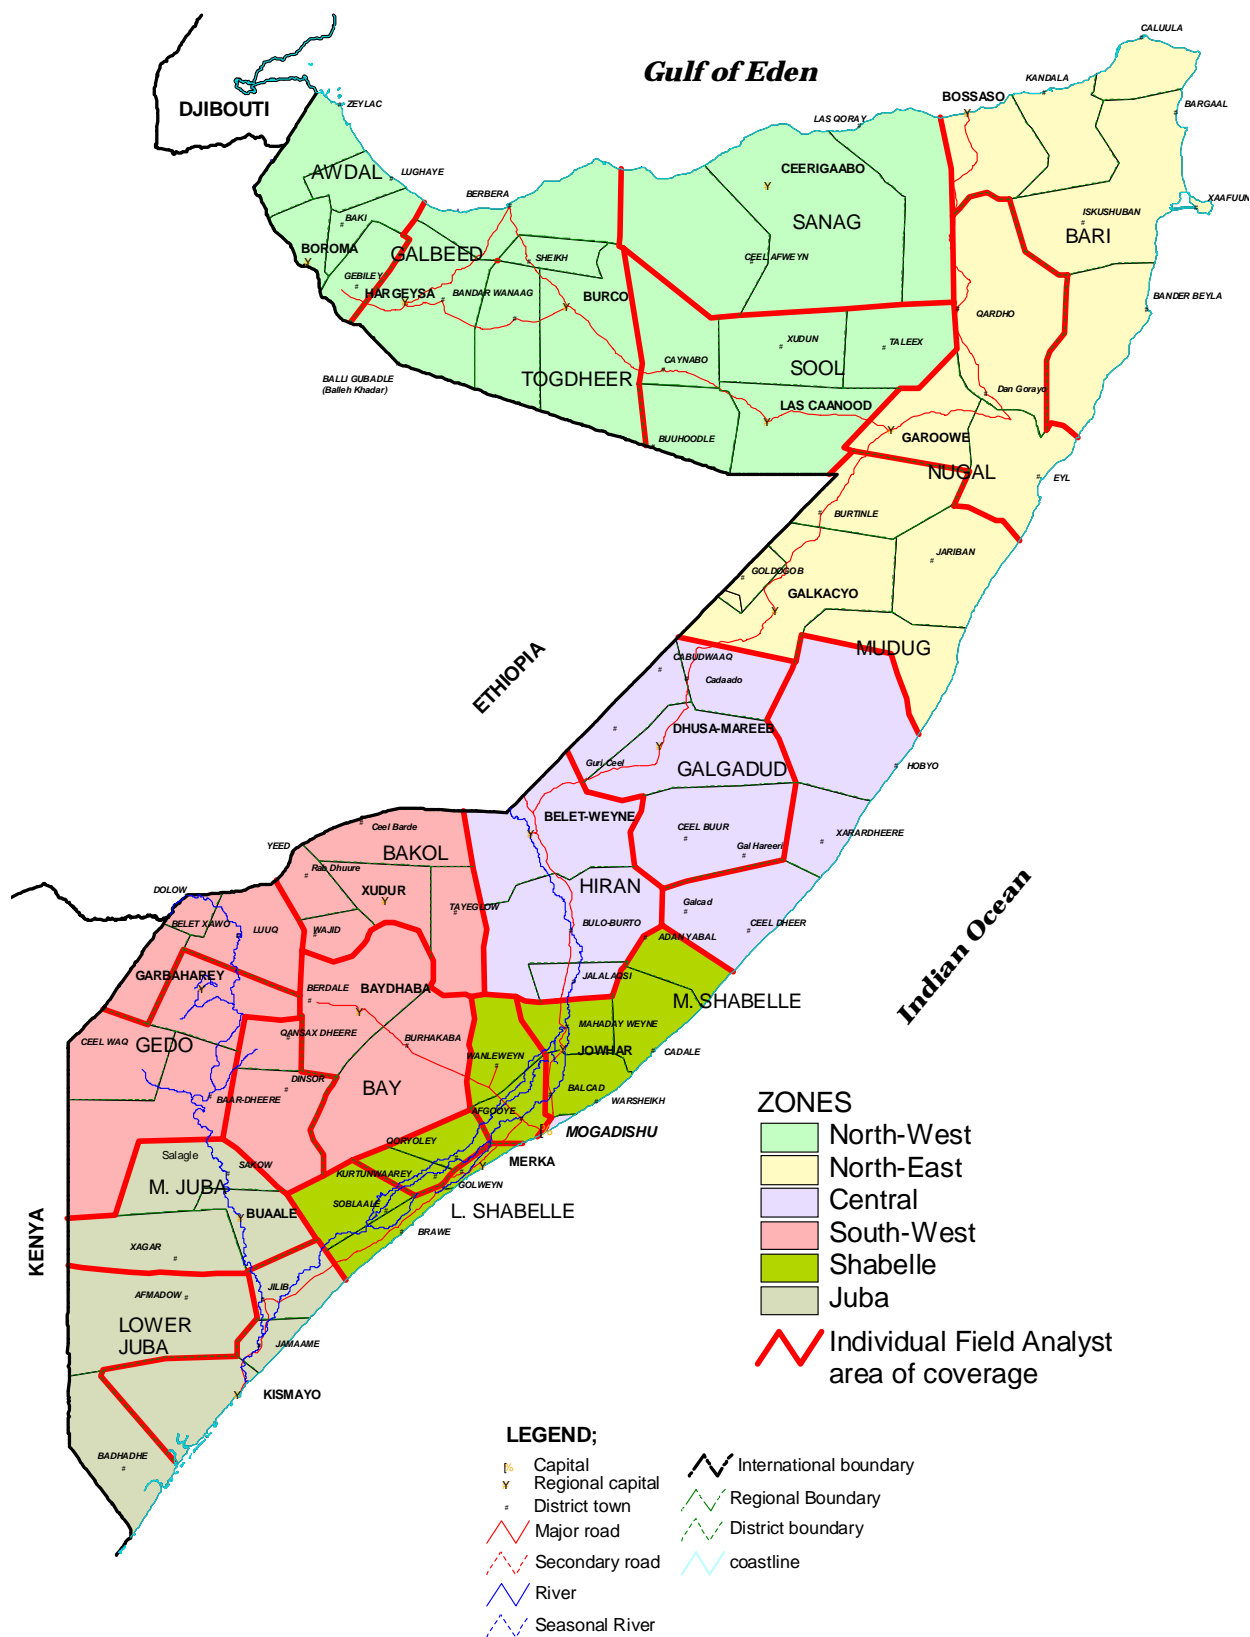 CALUULA
Gulf of Eden
KANDALA
BOSSASO
DJIBOUTI
ZEYLAC
BARGAAL
LAS QORAY
AWDAL
LUGHAYE
CEERIGAABO
BERBERA
XAAFUUN
BAKI
SANAG
ISKUSHUBAN
BARI
BOROMA
GALBEED
SHEIKH
CEEL AFWEYN
GEBILEY
HARGEYSA
BANDAR WANAAG
BURCO
BANDER BEYLA
QARDHO
XUDUN
TALEEX
CAYNABO
SOOL
BALLI GUBADLE
(Balleh Khadar)
TOGDHEER
Dan Gorayo
LAS CAANOOD
GAROOWE
BUUHOODLE
NUGAL
EYL
BURTINLE
JARIBAN
GOLDOGOB
GALKACYO
MUDUG
ETHIOPIA
CABUDWAAQ
Cadaado
DHUSA-MAREEB
Guri Ceel
GALGADUD
HOBYO
BELET-WEYNE
Ceel Barde
CEEL BUUR
XARARDHEERE
YEED
BAKOL
Gal Hareeri
Rab Dhuure
XUDUR
HIRAN
DOLOW
TAYEGLOW
Galcad
BELET XAWO
LUUQ
WAJID
BULO-BURTO
CEEL DHEER
ADAN YABAL
Indian Ocean
GARBAHAREY
BERDALE
BAYDHABA
JALALAQSI
M. SHABELLE
CEEL WAQ
GEDO
QANSAX DHEERE
BURHAKABA
MAHADAY WEYNE
WANLEWEYN
JOWHAR
CADALE
DINSOR
BAY
BAAR-DHEERE
BALCAD
WARSHEIKH
AFGOOYE
MOGADISHU
QORYOLEY
Salagle
SAKOW
MERKA
KURTUNWAAREY
GOLWEYN
M. JUBA
SOBLAALE
L. SHABELLE
BUAALE
BRAWE
KENYA
XAGAR
JILIB
AFMADOW
LOWER
JUBA
JAMAAME
KISMAYO
BADHADHE
ZONES
North-West
North-East
Central
South-West
Shabelle
Juba
Individual Field Analyst
area of coverage
LEGEND;
Capital
Regional capital
District town
Major road
Secondary road
River
Seasonal River
International boundary
Regional Boundary
District boundary
coastline